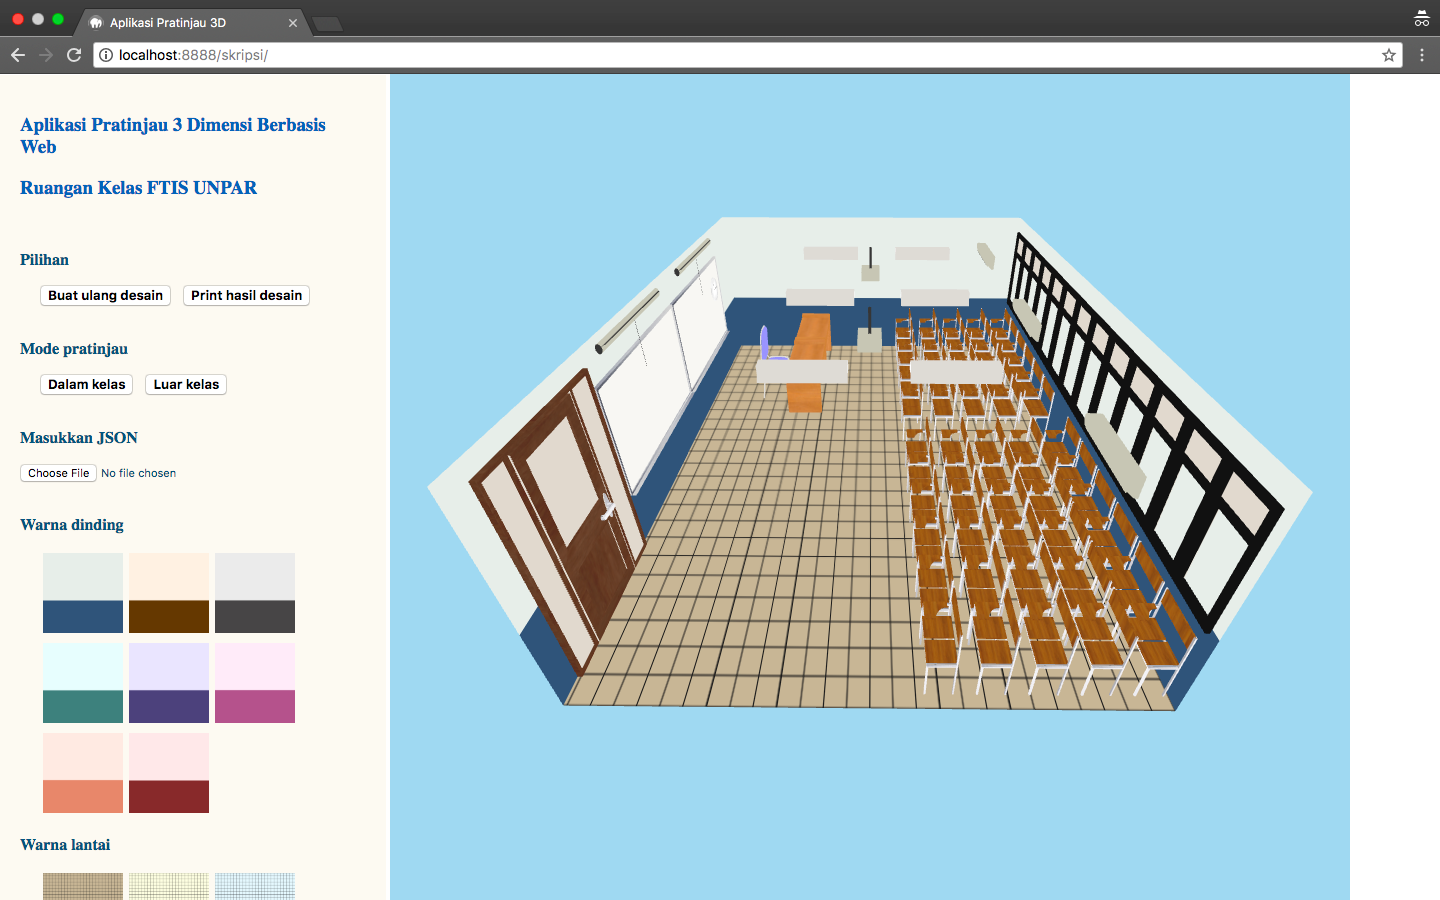 Aplikasi Pratinjau 3D
localhost:8888/skripsi/
Aplikasi Pratinjau 3 Dimensi Berbasis
Web
Ruangan Kelas FTIS UNPAR
Pilihan
Buat ulang desain
Print hasil desain
Mode pratinjau
Dalam kelas
Luar kelas
Masukkan JSON
Choose File No file chosen
Warna dinding
Warna lantai